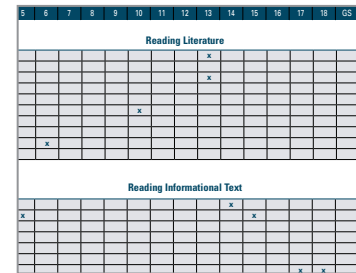 5 6 7 8 9 10 11 12 13 14 15 16 17 18 GS
Reading Literature
x
x
x
x
Reading Informational Text
x
x x
x x